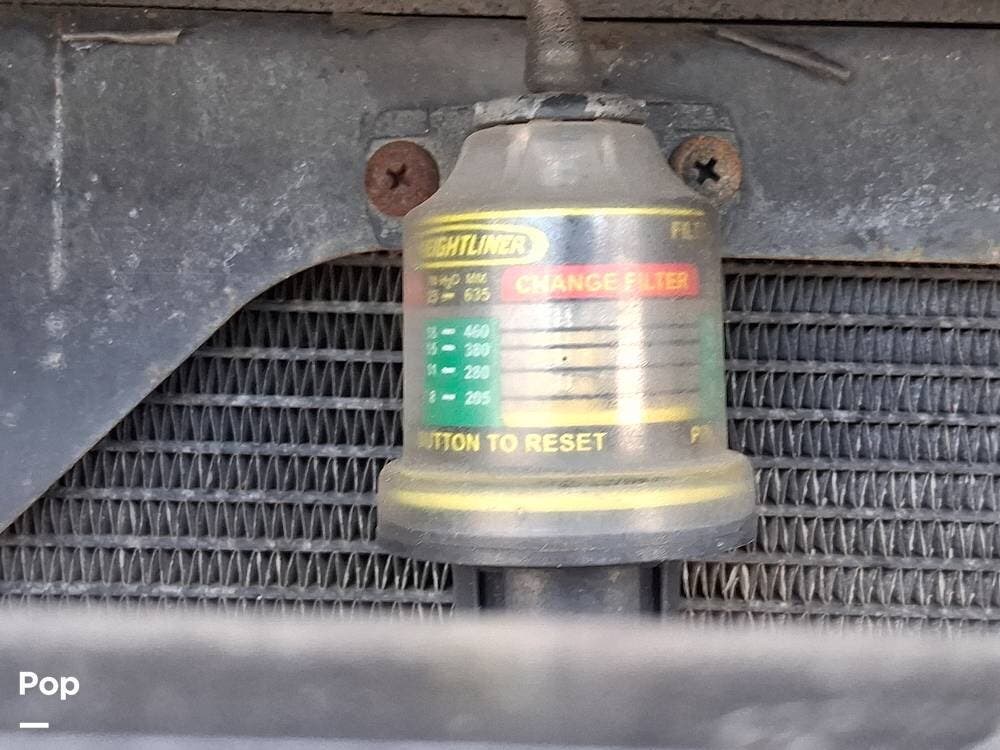 EIGHTLINER FILT
H₂O MM.
25 – 635 CHANGE FILTER
18 – 460
15 – 380
11 – 280
8 – 205
UTTON TO RESET
Pop